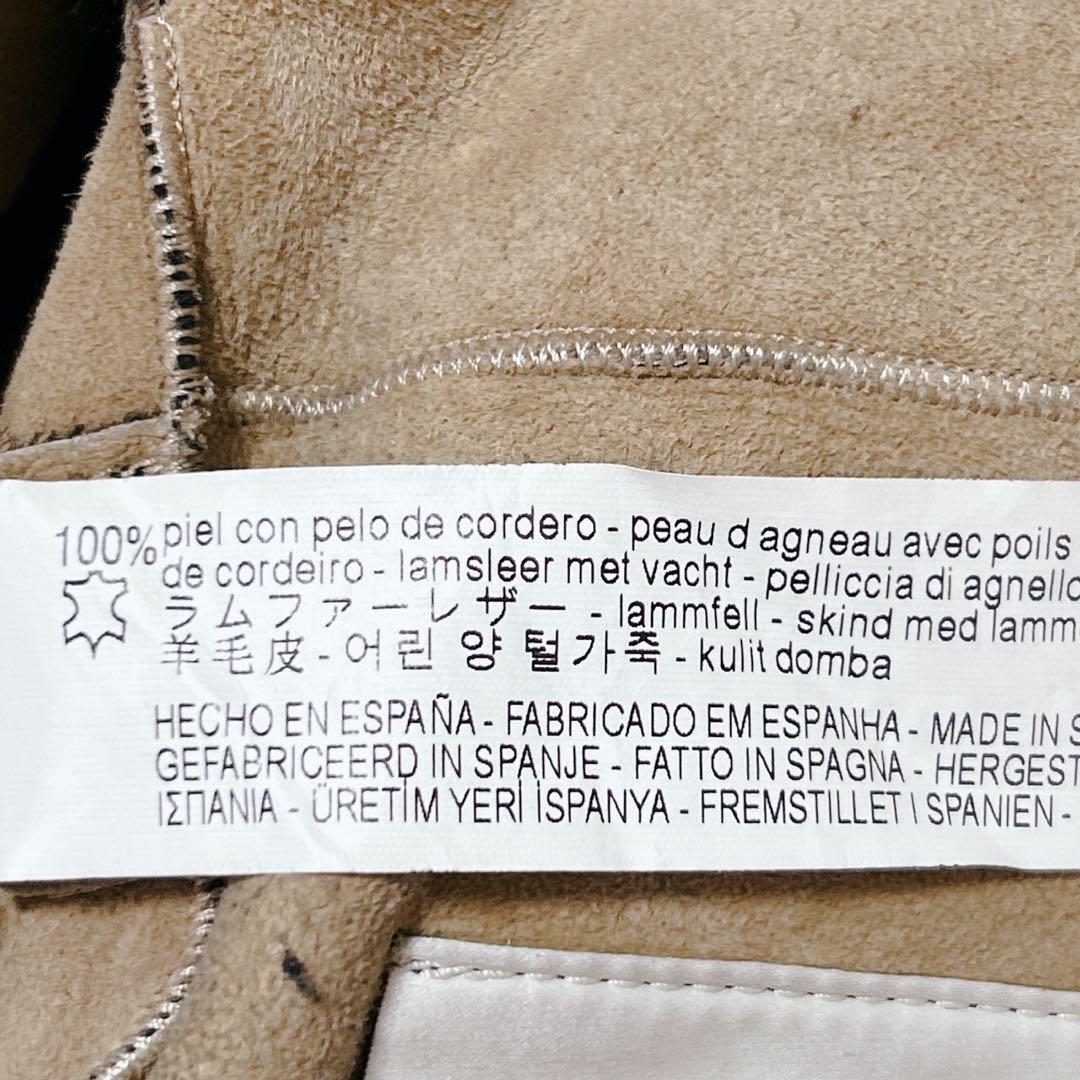 100% piel con pelo de cordero - peau d agneau avec poils
de cordeiro - lamsleer met vacht - pelliccia di agnello
ラムファーレザー - lammfell - skind med lamm
羊毛皮 - 어린 양 털가죽 - kulit domba
HECHO EN ESPAÑA - FABRICADO EM ESPANHA - MADE IN S
GEFABRICEERD IN SPANJE - FATTO IN SPAGNA - HERGEST
ΙΣΠΑΝΙΑ - ÜRETİM YERİ İSPANYA - FREMSTILLET I SPANIEN -